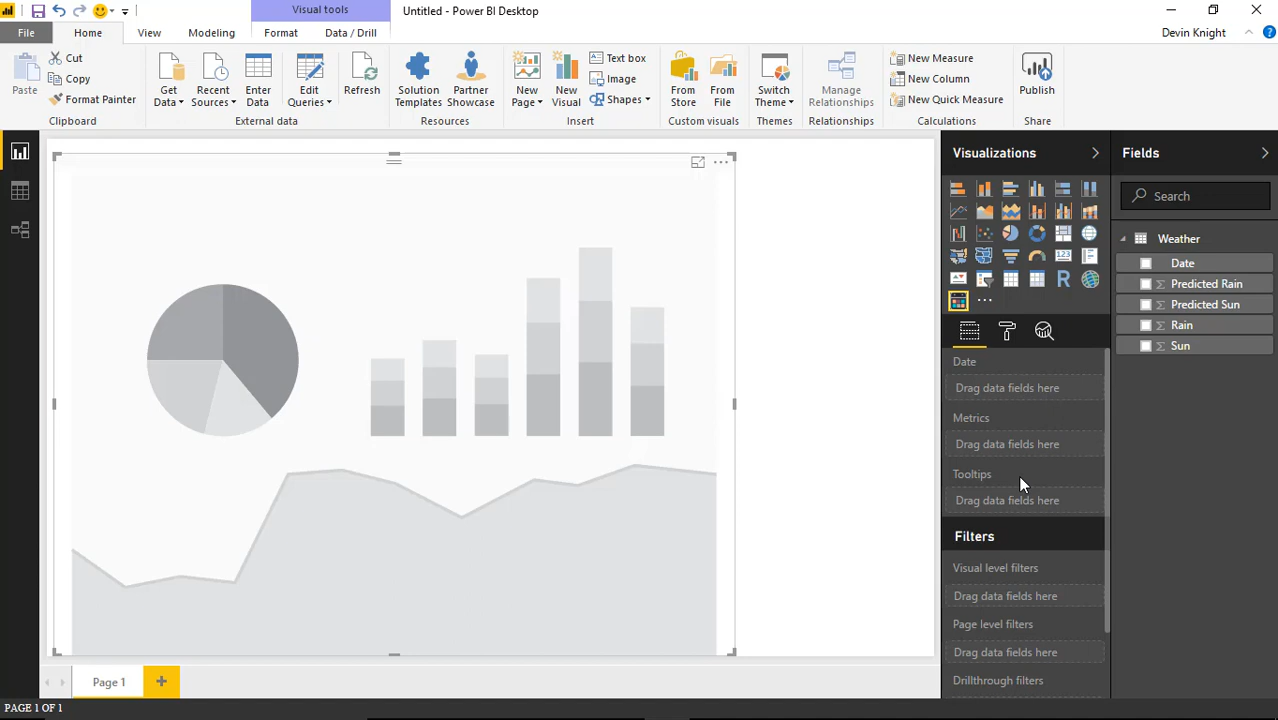 Visual tools
Untitled - Power BI Desktop
File
Home
View
Modeling
Format
Data / Drill
Devin Knight
?
Paste
Cut
Copy
Format Painter
Clipboard
Get Data
Recent Sources
Enter Data
Edit Queries
Refresh
External data
Solution Templates
Partner Showcase
Resources
New Page
New Visual
Text box
Image
Shapes
Insert
From Store
From File
Custom visuals
Switch Theme
Themes
Manage Relationships
Relationships
New Measure
New Column
New Quick Measure
Calculations
Publish
Share
Visualizations
123
R
Date
Drag data fields here
Metrics
Drag data fields here
Tooltips
Drag data fields here
Filters
Visual level filters
Drag data fields here
Page level filters
Drag data fields here
Drillthrough filters
Fields
Search
Weather
Date
Σ Predicted Rain
Σ Predicted Sun
Σ Rain
Σ Sun
Page 1
PAGE 1 OF 1